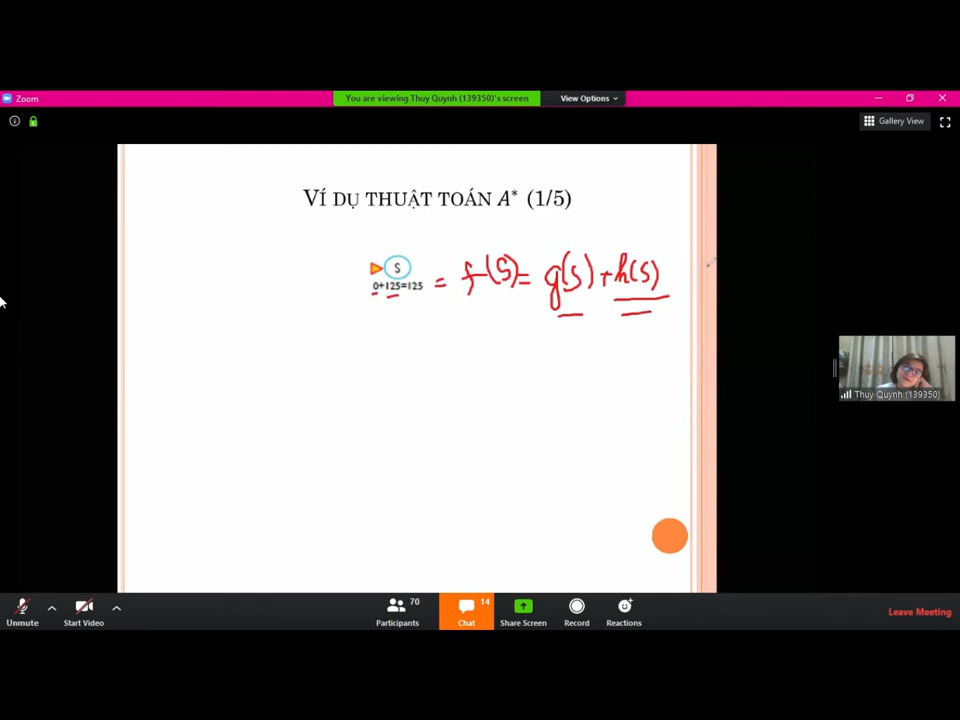 Zoom
You are viewing Thuy Quynh (139350)'s screen
View Options
Gallery View
VÍ DỤ THUẬT TOÁN A* (1/5)
S
0+125=125 = f(S) = g(S) + h(S)
Thuy Quynh (139350)
Unmute
Start Video
Participants 70
Chat 14
Share Screen
Record
Reactions
Leave Meeting